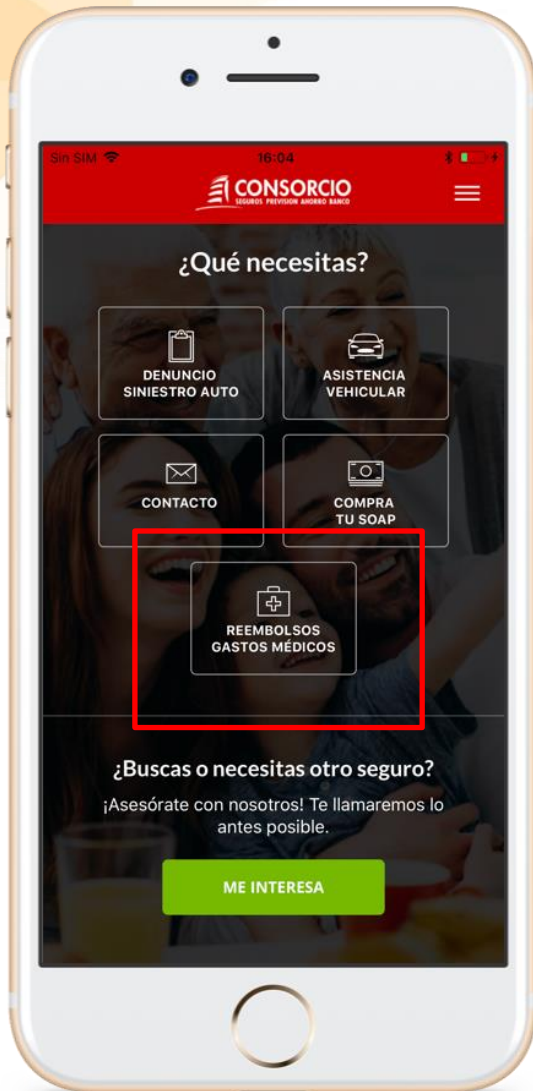 Sin SIM 16:04
CONSORCIO
SEGUROS PREVISION AHORRO BANCO
¿Qué necesitas?
DENUNCIO
SINIESTRO AUTO
ASISTENCIA
VEHICULAR
CONTACTO
COMPRA
TU SOAP
REEMBOLSOS
GASTOS MÉDICOS
¿Buscas o necesitas otro seguro?
¡Asesórate con nosotros! Te llamaremos lo
antes posible.
ME INTERESA